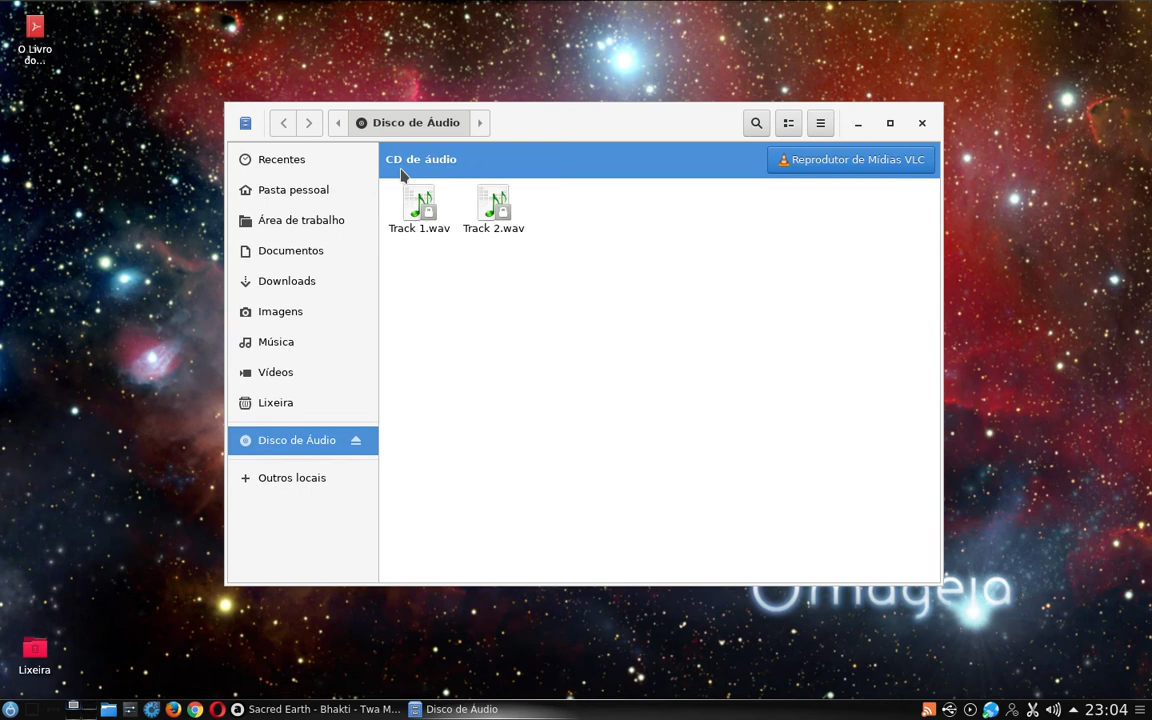 O Livro
do...
Disco de Áudio
Recentes
Pasta pessoal
Área de trabalho
Documentos
Downloads
Imagens
Música
Vídeos
Lixeira
Disco de Áudio
Outros locais
CD de áudio
Reprodutor de Mídias VLC
Track 1.wav
Track 2.wav
mageia
Lixeira
Sacred Earth - Bhakti - Twa M...
Disco de Áudio
23:04